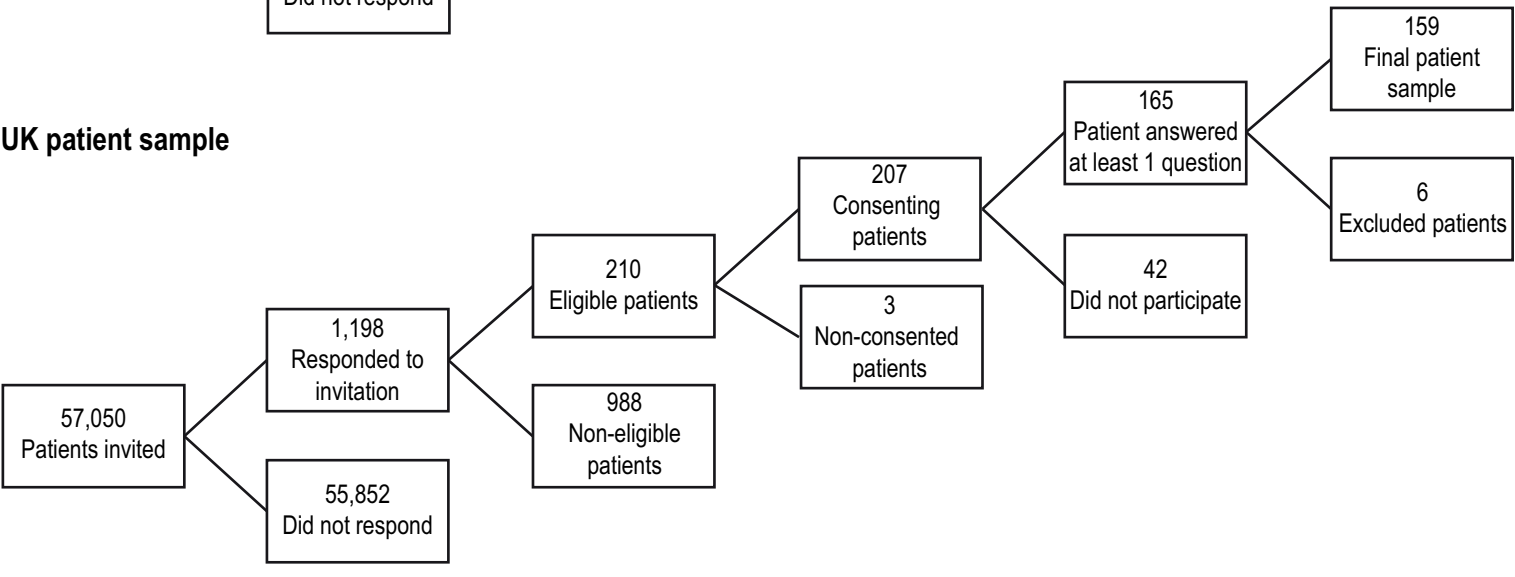 Did not respond
UK patient sample
57,050
Patients invited
1,198
Responded to
invitation
55,852
Did not respond
210
Eligible patients
988
Non-eligible
patients
207
Consenting
patients
3
Non-consented
patients
165
Patient answered
at least 1 question
42
Did not participate
159
Final patient
sample
6
Excluded patients